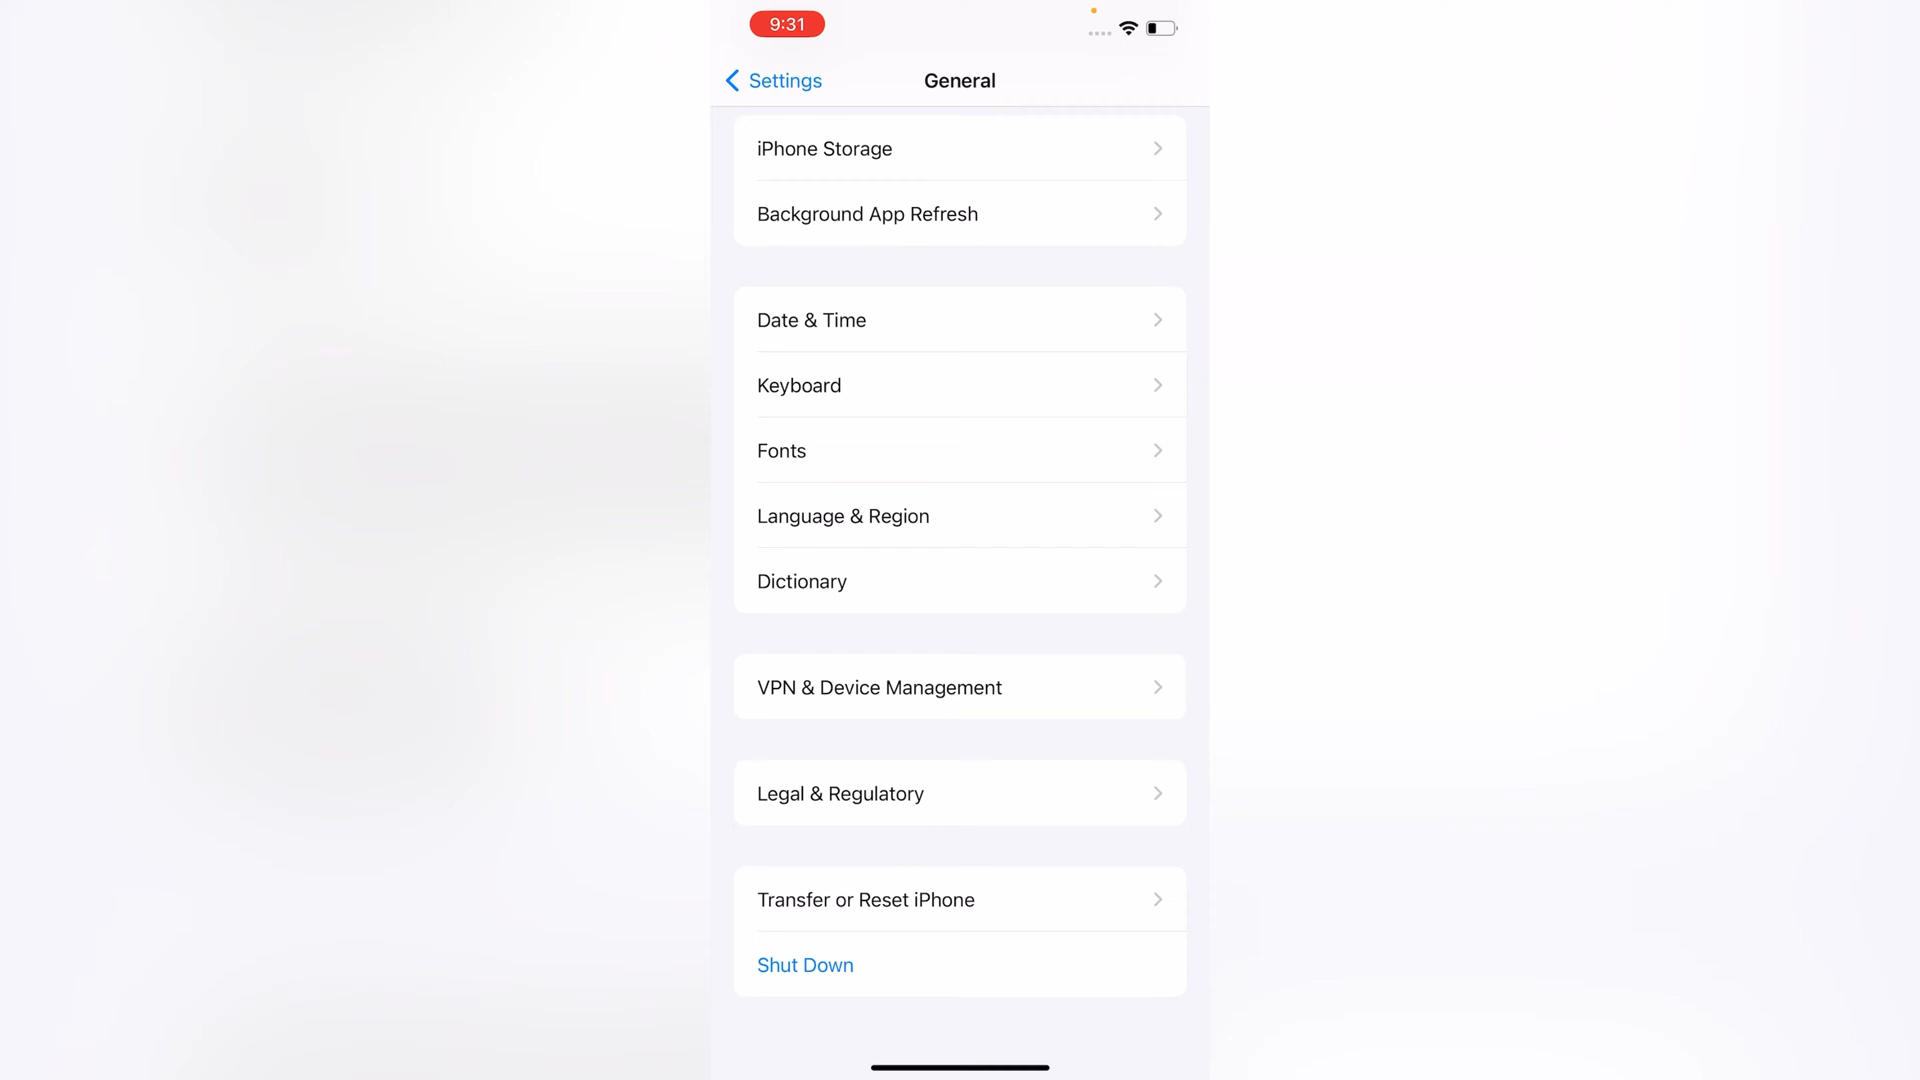 9:31
Settings
General
iPhone Storage
Background App Refresh
Date & Time
Keyboard
Fonts
Language & Region
Dictionary
VPN & Device Management
Legal & Regulatory
Transfer or Reset iPhone
Shut Down